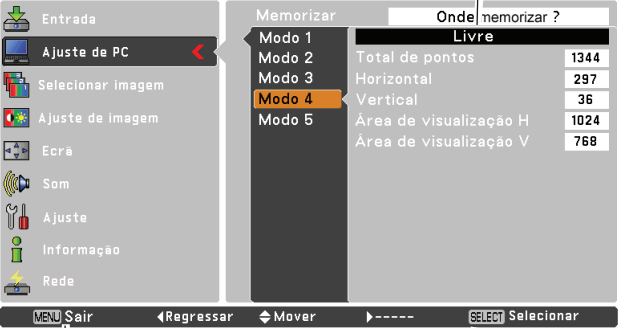 Entrada
Ajuste de PC
Selecionar imagem
Ajuste de imagem
Ecrã
Som
Ajuste
Informação
Rede
Memorizar
Onde memorizar ?
Modo 1
Modo 2
Modo 3
Modo 4
Modo 5
Livre
Total de pontos 1344
Horizontal 297
Vertical 36
Área de visualização H 1024
Área de visualização V 768
MENU Sair Regressar Mover ----- SELECT Selecionar